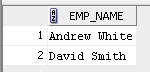 EMP_NAME
1 Andrew White
2 David Smith